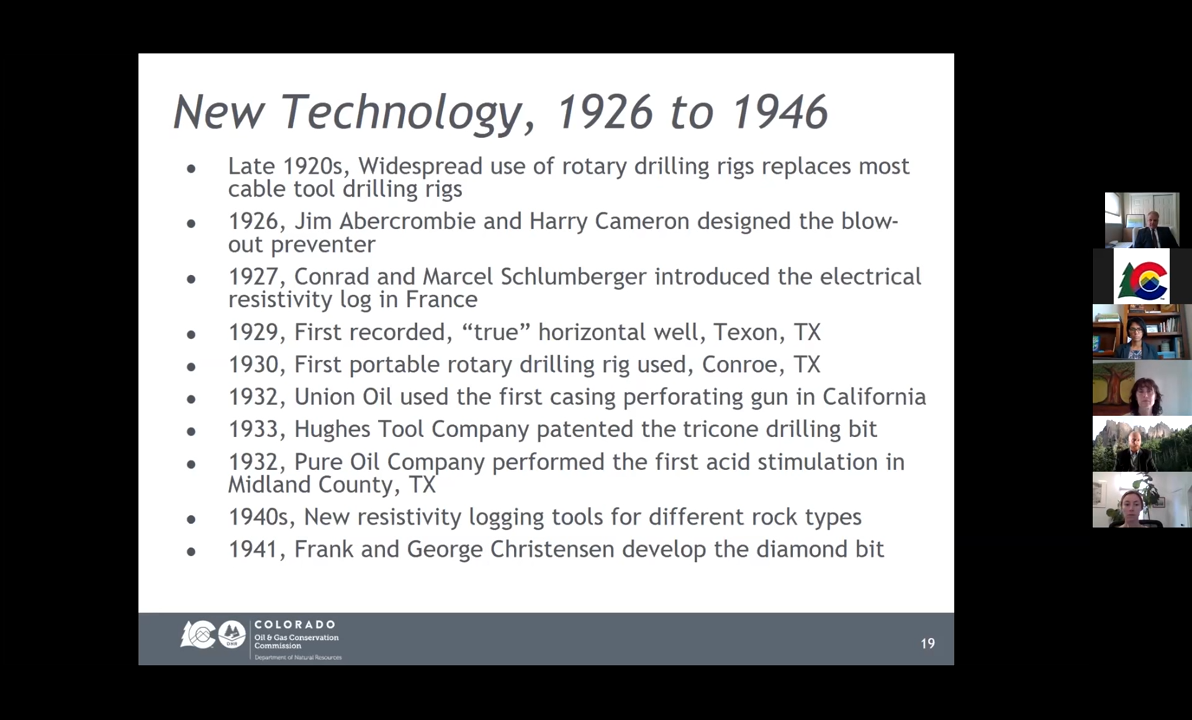 New Technology, 1926 to 1946
• Late 1920s, Widespread use of rotary drilling rigs replaces most
cable tool drilling rigs
• 1926, Jim Abercrombie and Harry Cameron designed the blow-
out preventer
• 1927, Conrad and Marcel Schlumberger introduced the electrical
resistivity log in France
• 1929, First recorded, “true” horizontal well, Texon, TX
• 1930, First portable rotary drilling rig used, Conroe, TX
• 1932, Union Oil used the first casing perforating gun in California
• 1933, Hughes Tool Company patented the tricone drilling bit
• 1932, Pure Oil Company performed the first acid stimulation in
Midland County, TX
• 1940s, New resistivity logging tools for different rock types
• 1941, Frank and George Christensen develop the diamond bit
COLORADO
Oil & Gas Conservation
Commission
Department of Natural Resources
19